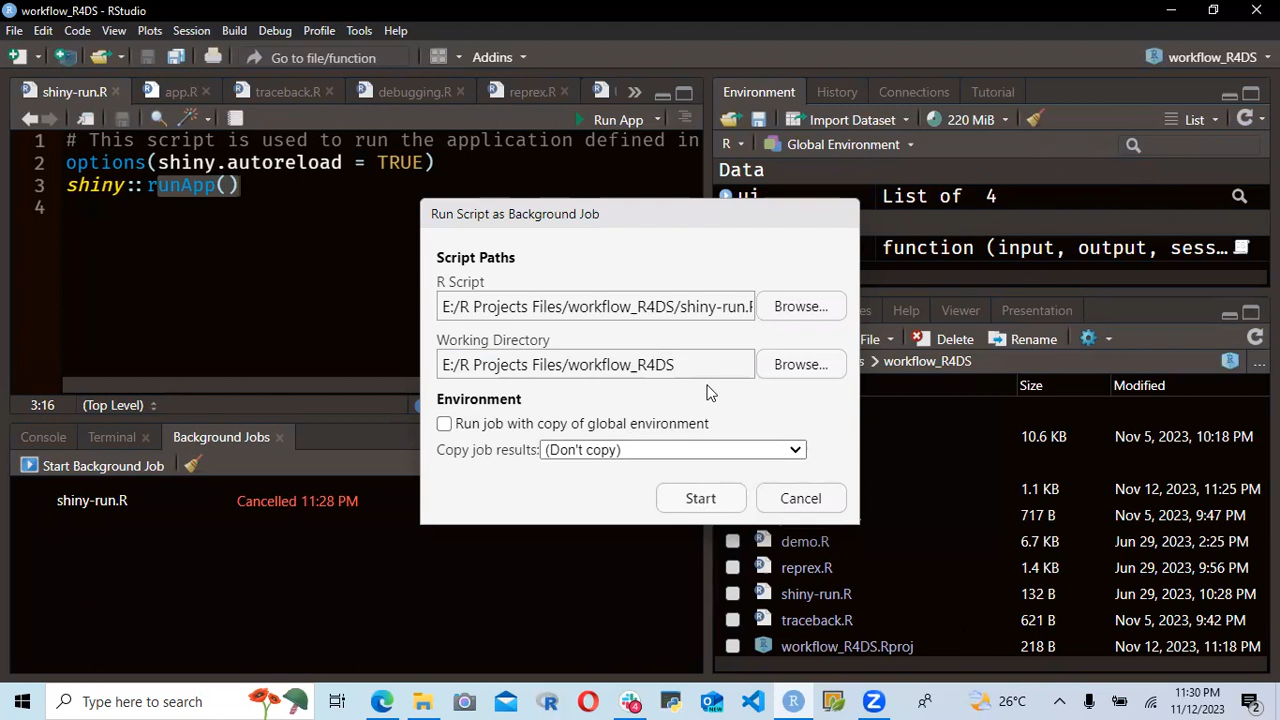 workflow_R4DS - RStudio
File Edit Code View Plots Session Build Debug Profile Tools Help
Go to file/function
Addins
workflow_R4DS
shiny-run.R
app.R
traceback.R
debugging.R
reprex.R
Run App
1 # This script is used to run the application defined in
2 options(shiny.autoreload = TRUE)
3 shiny::runApp()
4
3:16
(Top Level)
Environment
History
Connections
Tutorial
Import Dataset
220 MiB
List
R
Global Environment
Data
ui
List of 4
function (input, output, sess...
Run Script as Background Job
Script Paths
R Script
E:/R Projects Files/workflow_R4DS/shiny-run.R
Browse...
Working Directory
E:/R Projects Files/workflow_R4DS
Browse...
Environment
Run job with copy of global environment
Copy job results: (Don't copy)
Start
Cancel
Console
Terminal
Background Jobs
Start Background Job
shiny-run.R
Cancelled 11:28 PM
Help
Viewer
Presentation
File
Delete
Rename
workflow_R4DS
...
Size
Modified
10.6 KB Nov 5, 2023, 10:18 PM
1.1 KB Nov 12, 2023, 11:25 PM
717 B Nov 5, 2023, 9:47 PM
demo.R 6.7 KB Jun 29, 2023, 2:25 PM
reprex.R 1.4 KB Jun 29, 2023, 9:56 PM
shiny-run.R 132 B Jun 29, 2023, 10:28 PM
traceback.R 621 B Nov 5, 2023, 9:42 PM
workflow_R4DS.Rproj 218 B Nov 12, 2023, 11:18 PM
Type here to search
4
26°C
11:30 PM
11/12/2023
2